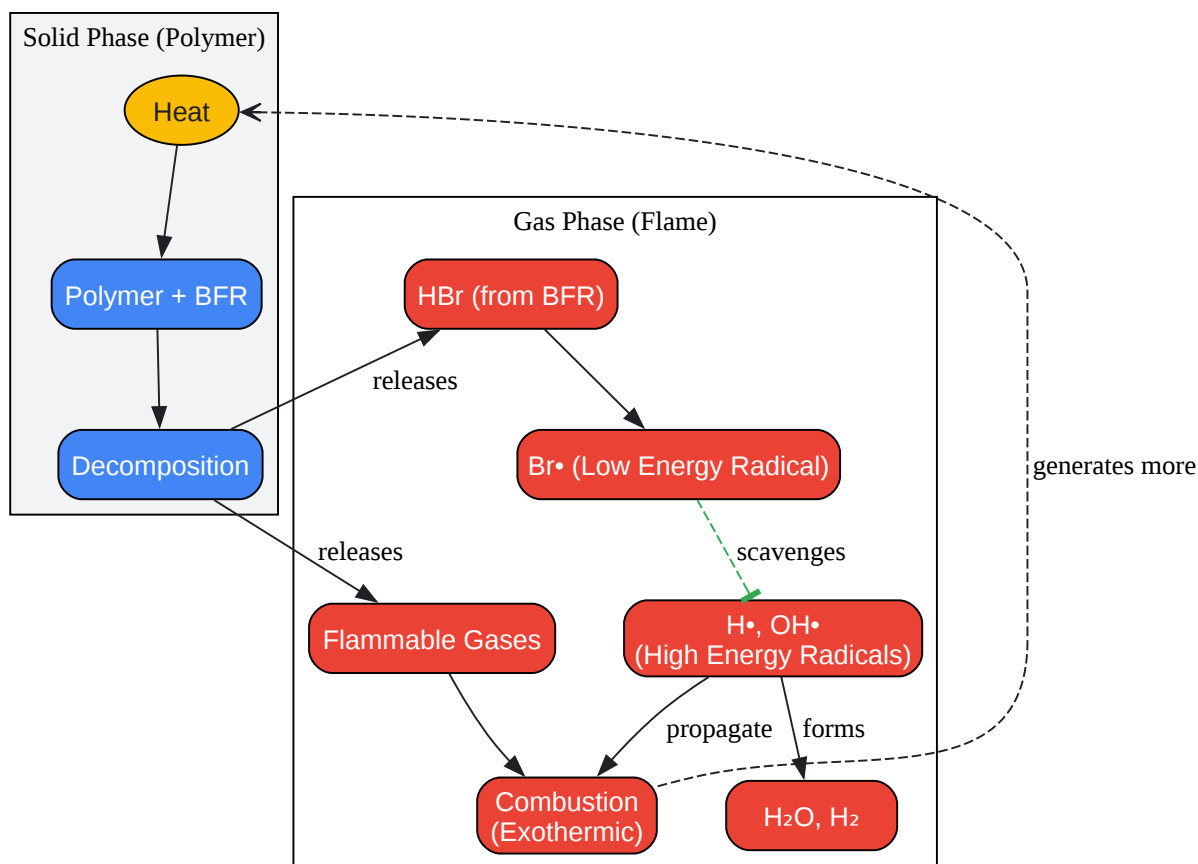 Solid Phase (Polymer)
Heat
Gas Phase (Flame)
Polymer + BFR
HBr (from BFR)
releases
Decomposition
Br• (Low Energy Radical)
generates more
releases
scavenges
Flammable Gases
H•, OH•
(High Energy Radicals)
propagate
forms
Combustion
(Exothermic)
H₂O, H₂